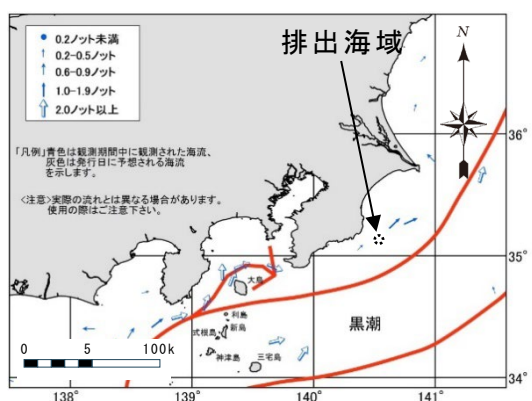 0.2ノット未満
0.2-0.5ノット
0.6-0.9ノット
1.0-1.9ノット
2.0ノット以上
「凡例」青色は観測期間中に観測された海流、
灰色は発行日に予想される海流
を示します。
<注意>実際の流れとは異なる場合があります。
使用の際はご注意下さい。
排出海域
N
36°
35°
大島
利島
新島
式根島
神津島
三宅島
黒潮
0 5 100k
34°
138° 139° 140° 141°